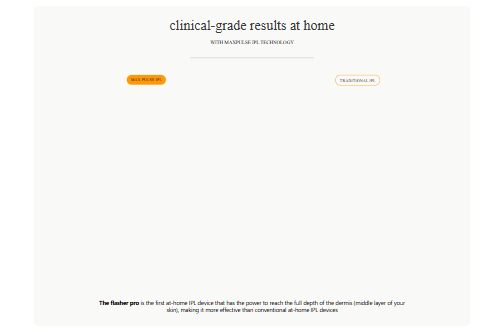 clinical-grade results at home
WITH MAXPULSE IPL TECHNOLOGY
MAX PULSE IPL
TRADITIONAL IPL
The flasher pro is the first at-home IPL device that has the power to reach the full depth of the dermis (middle layer of your
skin), making it more effective than conventional at-home IPL devices